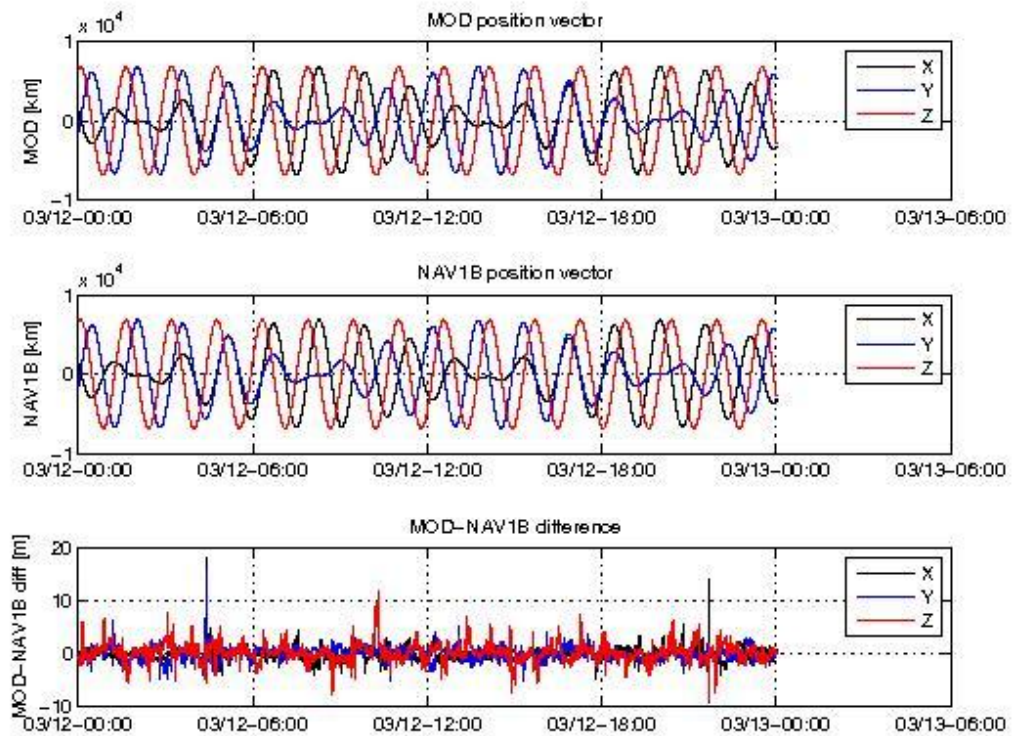 MOD position vector
x 10^4
1
0
−1
MOD [km]
X
Y
Z
03/12−00:00 03/12−06:00 03/12−12:00 03/12−18:00 03/13−00:00 03/13−06:00
NAV1B position vector
x 10^4
1
0
−1
NAV1B [km]
X
Y
Z
03/12−00:00 03/12−06:00 03/12−12:00 03/12−18:00 03/13−00:00 03/13−06:00
MOD−NAV1B difference
20
10
0
−10
MOD−NAV1B diff [m]
X
Y
Z
03/12−00:00 03/12−06:00 03/12−12:00 03/12−18:00 03/13−00:00 03/13−06:00